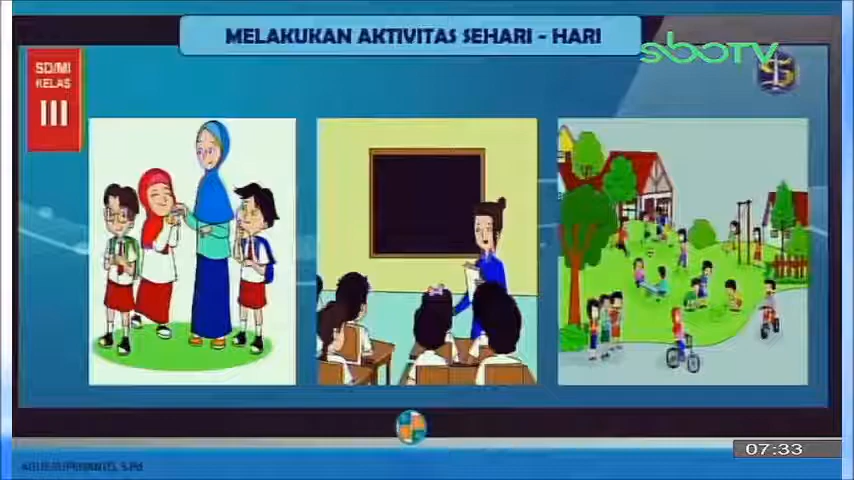 MELAKUKAN AKTIVITAS SEHARI - HARI
sboTV
SD/MI
KELAS
III
07:33